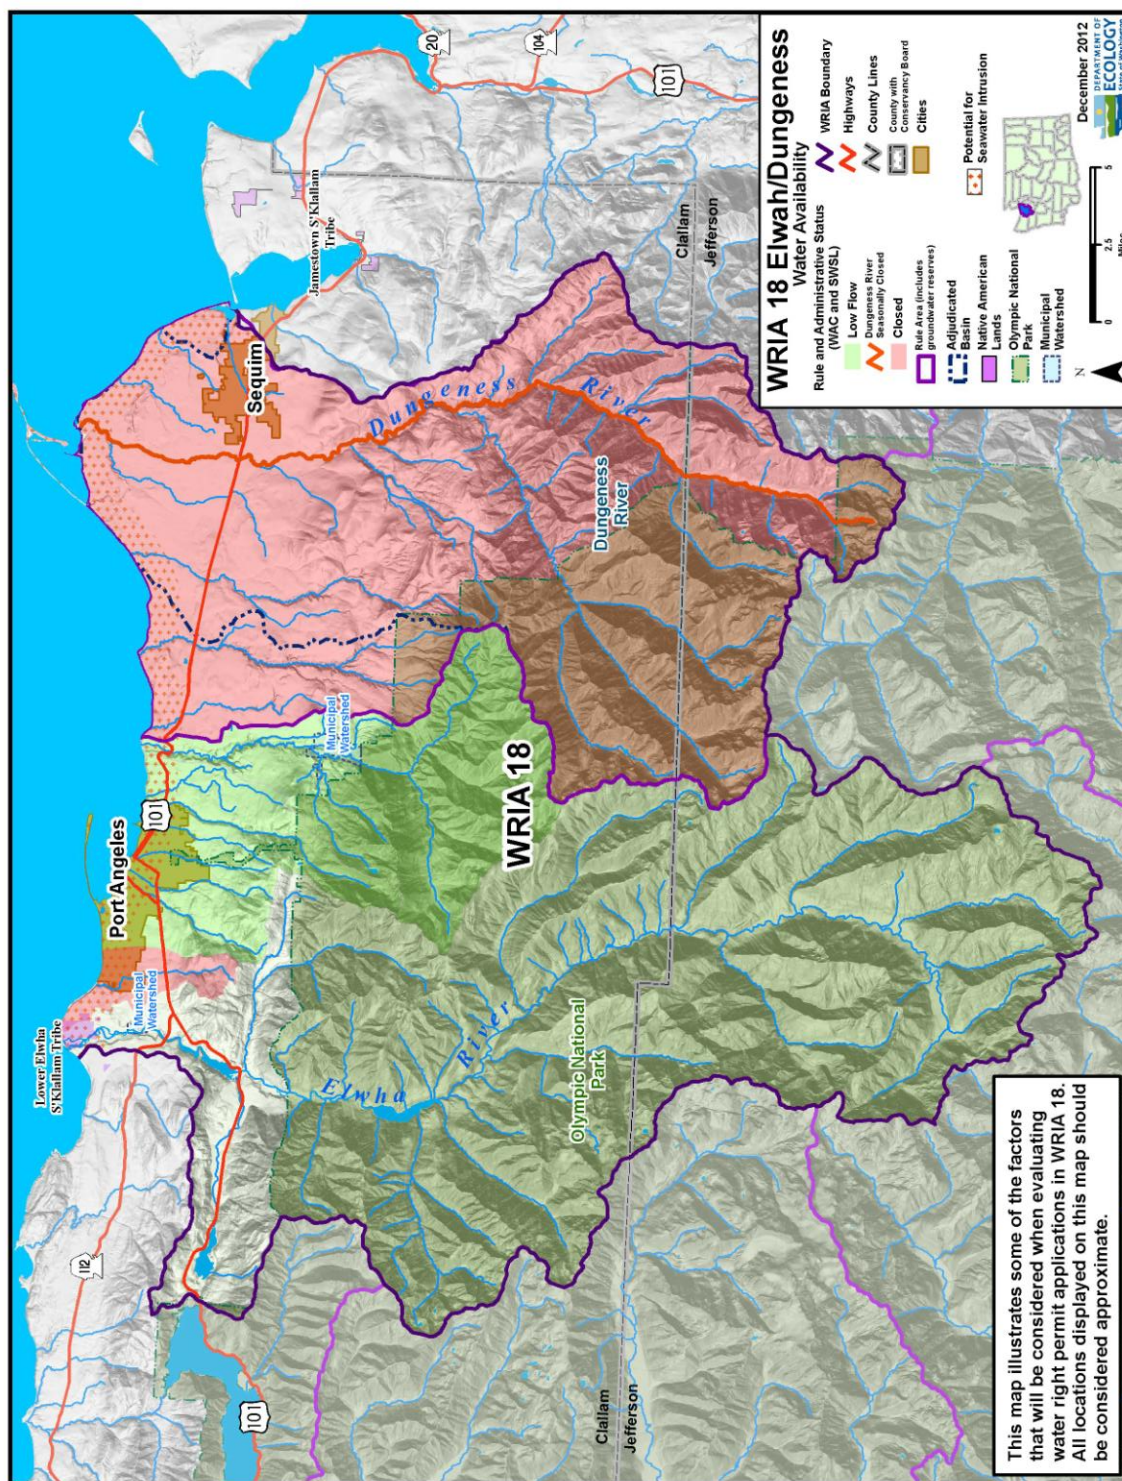 WRIA 18 Elwah/Dungeness
Water Availability
Rule and Administrative Status
(WAC and SWSL)
Low Flow
Dungeness River
Seasonally Closed
Closed
Rule Area (includes
groundwater reserves)
Adjudicated
Basin
Native American
Lands
Olympic National
Park
Municipal
Watershed
WRIA Boundary
Highways
County Lines
County with
Conservancy Board
Cities
Potential for
Seawater Intrusion
N
0
2.5
5
Miles
December 2012
DEPARTMENT OF
ECOLOGY
This map illustrates some of the factors
that will be considered when evaluating
water right permit applications in WRIA 18.
All locations displayed on this map should
be considered approximate.
Lower Elwha
S'Klallam Tribe
112
101
Municipal
Watershed
Port Angeles
101
Municipal
Watershed
Sequim
Jamestown S'Klallam
Tribe
20
104
101
Elwha
River
Olympic National
Park
WRIA 18
Dungeness
River
Dungeness
River
Clallam
Jefferson
Clallam
Jefferson